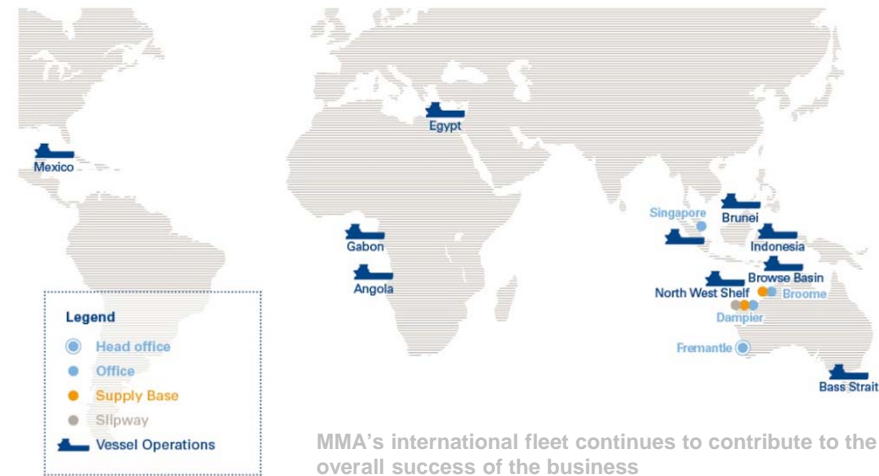 Egypt
Mexico
Singapore
Brunei
Gabon
Indonesia
Angola
Browse Basin
North West Shelf
Broome
Dampier
Fremantle
Bass Strait
Legend
Head office
Office
Supply Base
Slipway
Vessel Operations
MMA's international fleet continues to contribute to the
overall success of the business